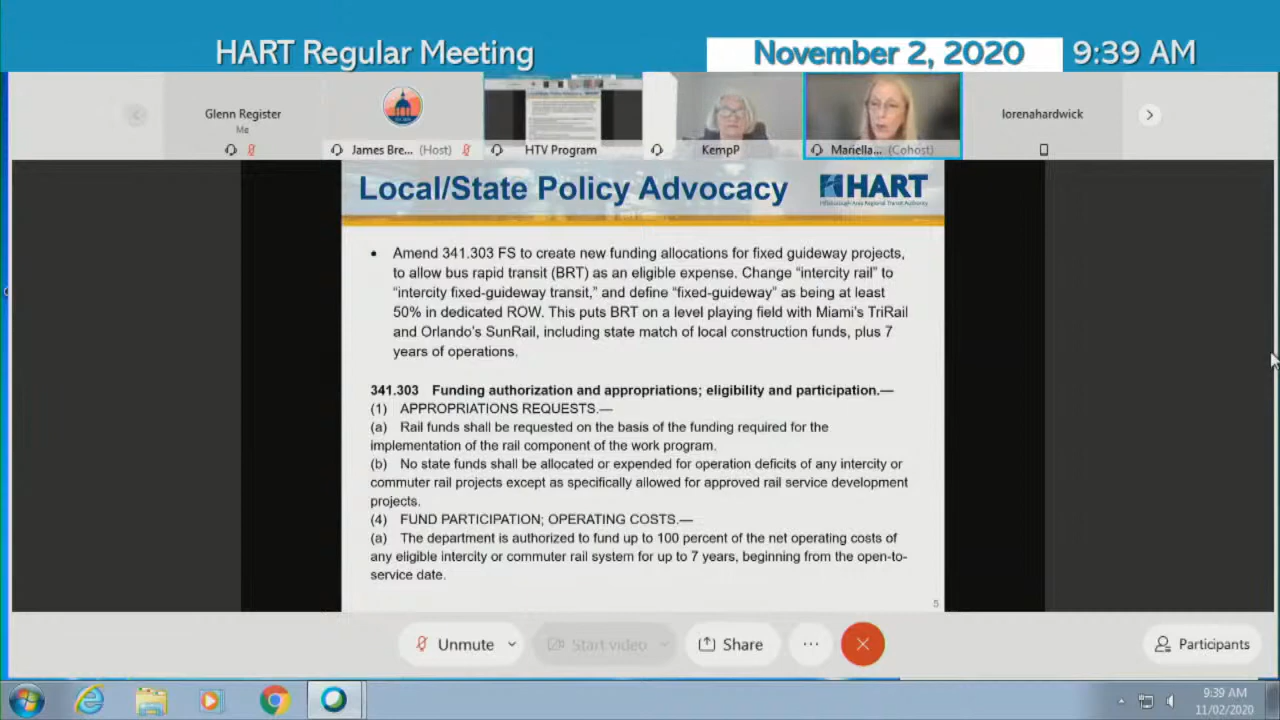 HART Regular Meeting
November 2, 2020
9:39 AM
Glenn Register
Me
James Bre... (Host)
HTV Program
KempP
Mariella... (Cohost)
lorenahardwick
Local/State Policy Advocacy
HART
Hillsborough Area Regional Transit Authority
• Amend 341.303 FS to create new funding allocations for fixed guideway projects,
to allow bus rapid transit (BRT) as an eligible expense. Change “intercity rail” to
“intercity fixed-guideway transit,” and define “fixed-guideway” as being at least
50% in dedicated ROW. This puts BRT on a level playing field with Miami’s TriRail
and Orlando’s SunRail, including state match of local construction funds, plus 7
years of operations.
341.303 Funding authorization and appropriations; eligibility and participation.—
(1) APPROPRIATIONS REQUESTS.—
(a) Rail funds shall be requested on the basis of the funding required for the
implementation of the rail component of the work program.
(b) No state funds shall be allocated or expended for operation deficits of any intercity or
commuter rail projects except as specifically allowed for approved rail service development
projects.
(4) FUND PARTICIPATION; OPERATING COSTS.—
(a) The department is authorized to fund up to 100 percent of the net operating costs of
any eligible intercity or commuter rail system for up to 7 years, beginning from the open-to-
service date.
5
Unmute
Start video
Share
Participants
9:39 AM
11/02/2020